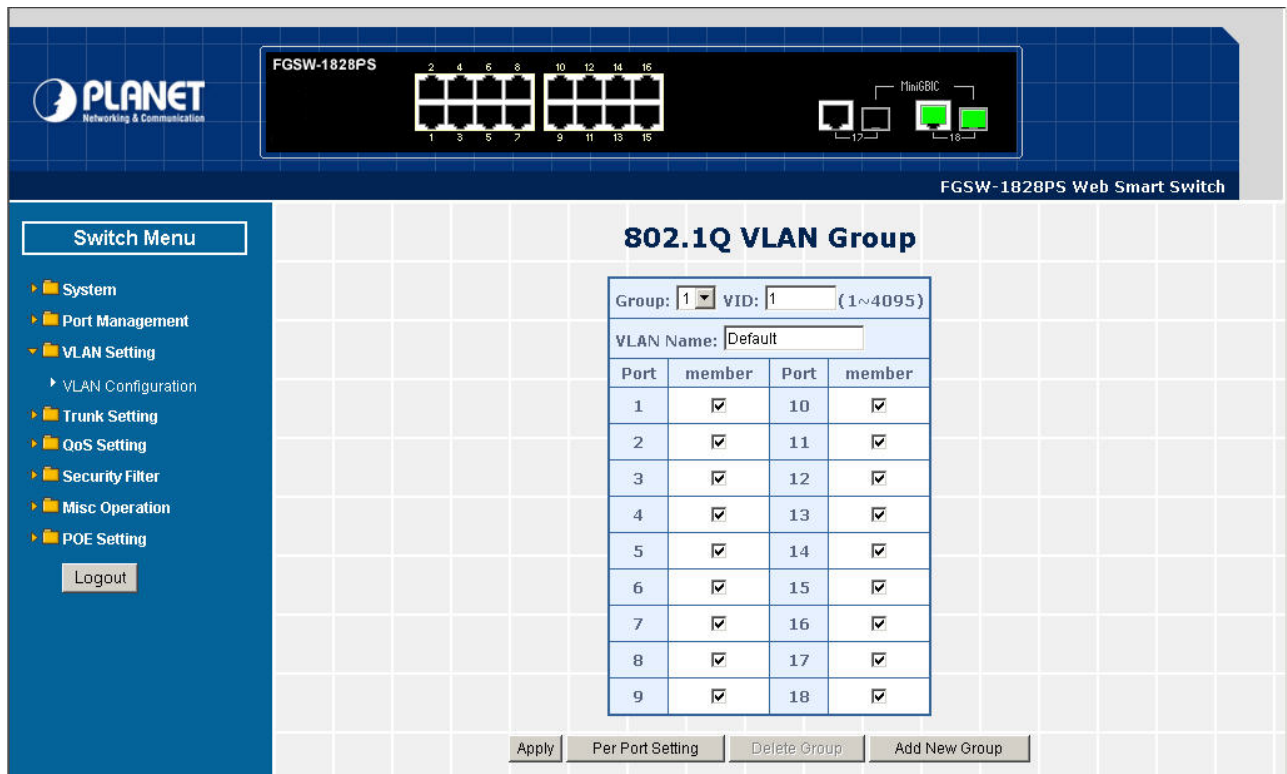 PLANET
Networking & Communication
FGSW-1828PS
2 4 6 8 10 12 14 16
1 3 5 7 9 11 13 15
MiniGBIC
17 18
FGSW-1828PS Web Smart Switch
Switch Menu
System
Port Management
VLAN Setting
VLAN Configuration
Trunk Setting
QoS Setting
Security Filter
Misc Operation
POE Setting
Logout
802.1Q VLAN Group
Group: 1 VID: 1 (1~4095)
VLAN Name: Default
Port member Port member
1 10
2 11
3 12
4 13
5 14
6 15
7 16
8 17
9 18
Apply Per Port Setting Delete Group Add New Group